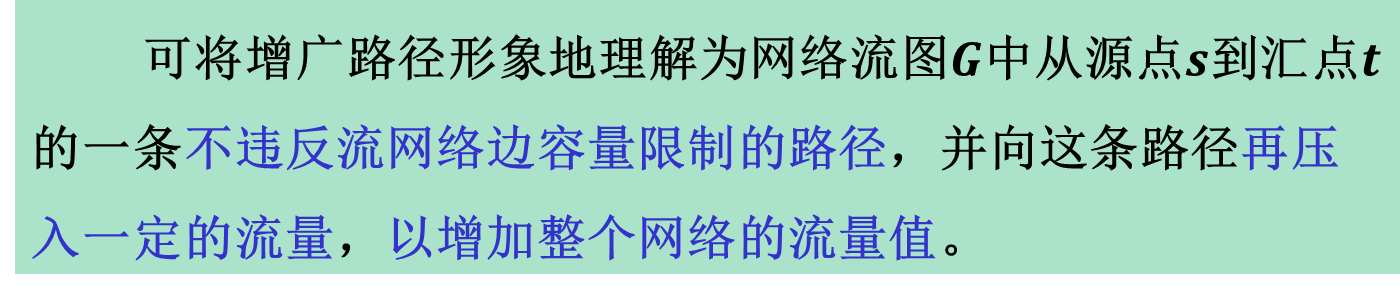 可将增广路径形象地理解为网络流图G中从源点s到汇点t
的一条不违反流网络边容量限制的路径，并向这条路径再压
入一定的流量，以增加整个网络的流量值。